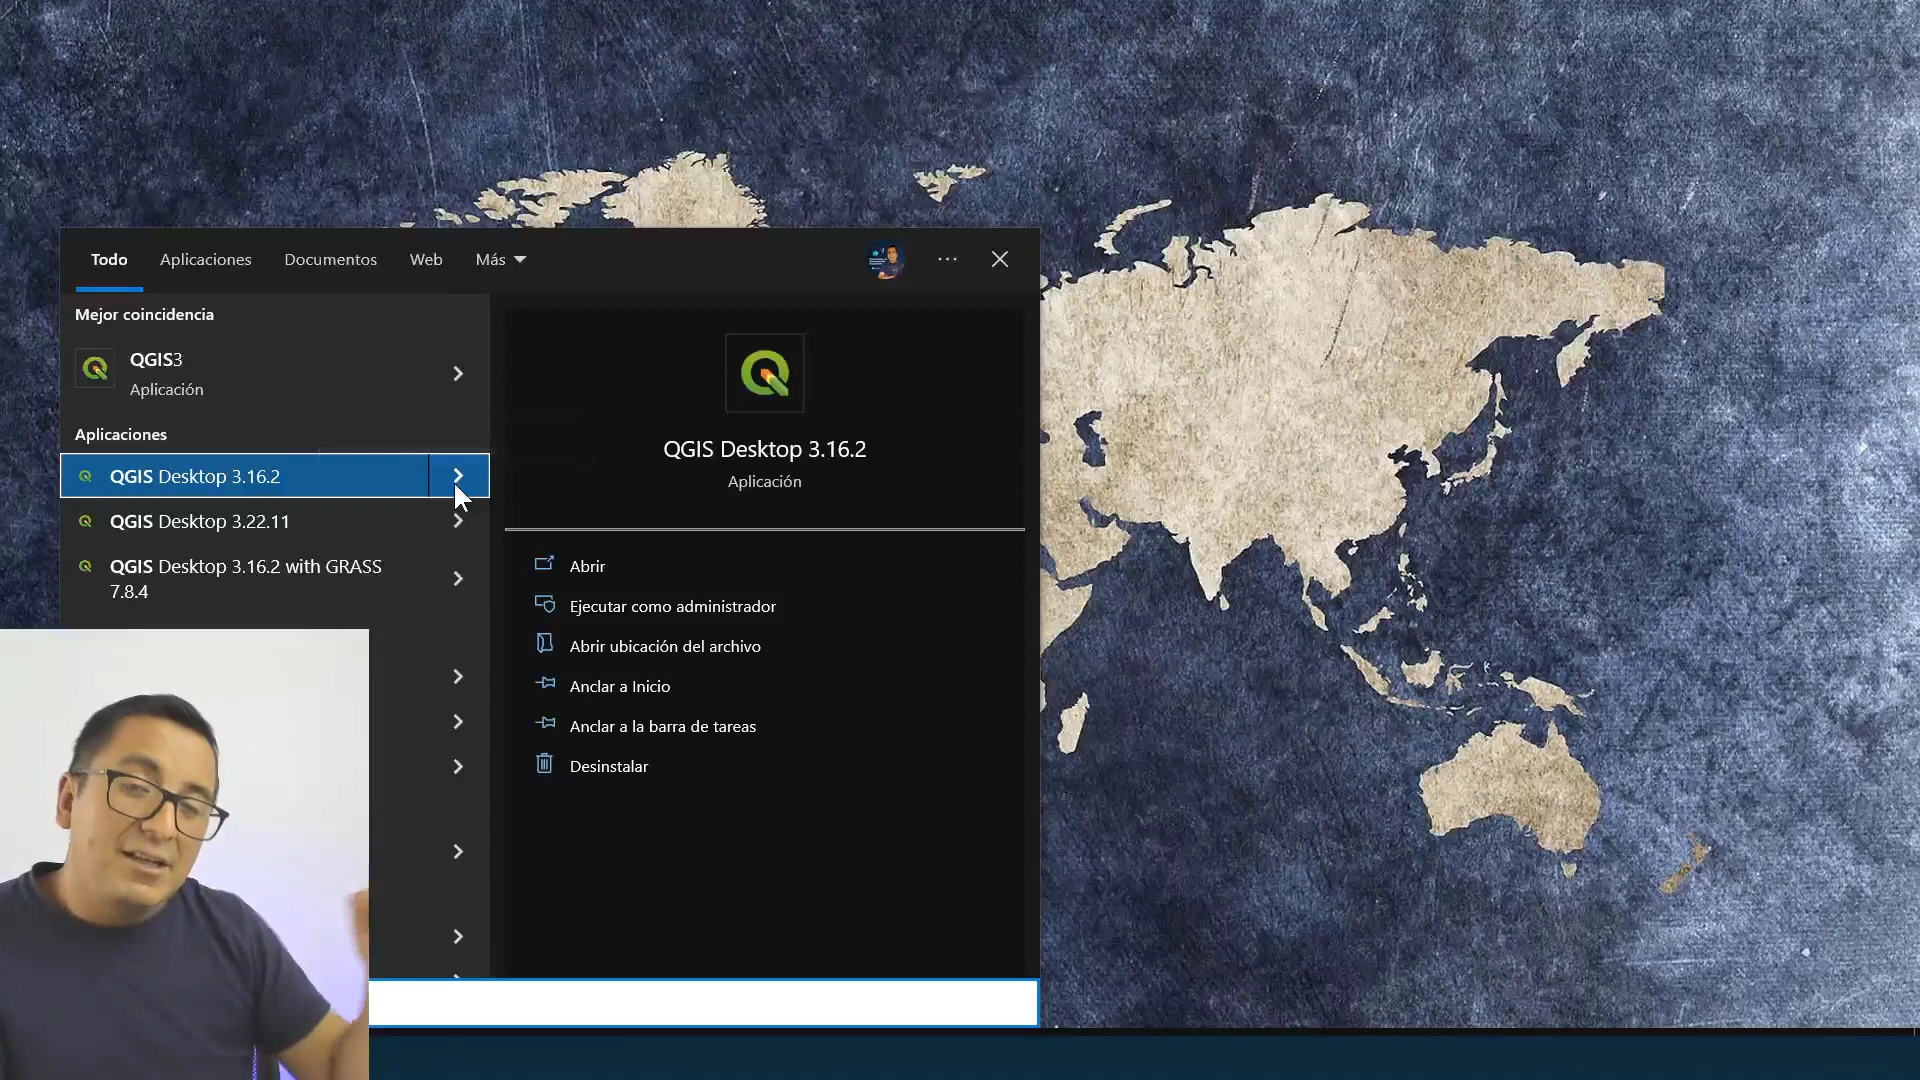 Todo Aplicaciones Documentos Web Más
Mejor coincidencia
QGIS3
Aplicación
Aplicaciones
QGIS Desktop 3.16.2
QGIS Desktop 3.22.11
QGIS Desktop 3.16.2 with GRASS
7.8.4
QGIS Desktop 3.16.2
Aplicación
Abrir
Ejecutar como administrador
Abrir ubicación del archivo
Anclar a Inicio
Anclar a la barra de tareas
Desinstalar